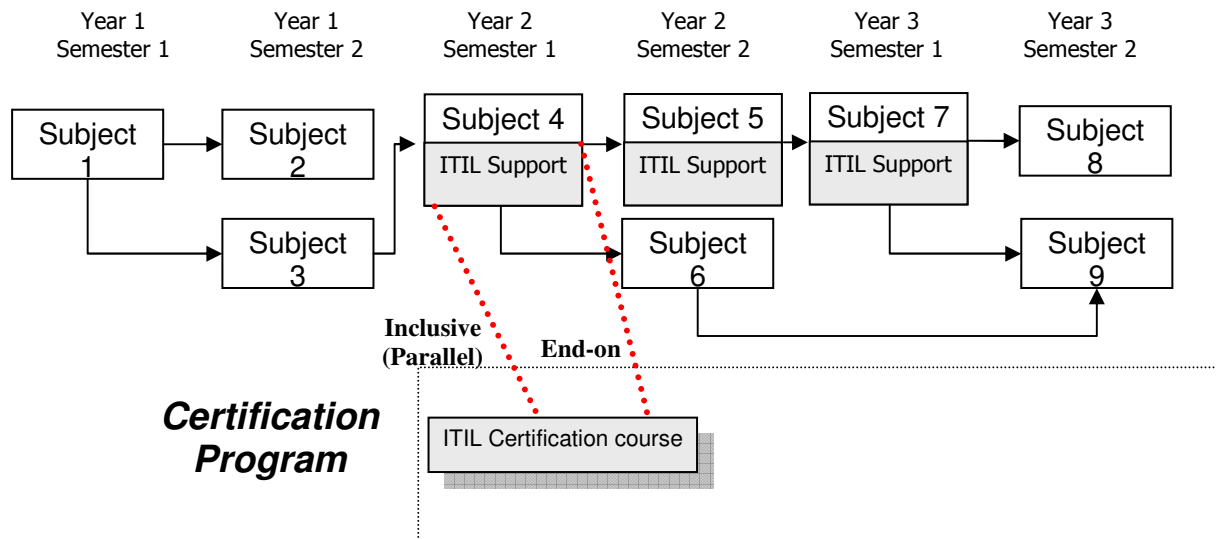 Year 1
Semester 1
Year 1
Semester 2
Year 2
Semester 1
Year 2
Semester 2
Year 3
Semester 1
Year 3
Semester 2
Subject
1
Subject
2
Subject 4
ITIL Support
Subject 5
ITIL Support
Subject 7
ITIL Support
Subject
8
Subject
3
Subject
6
Subject
9
Inclusive
(Parallel)
End-on
Certification
Program
ITIL Certification course